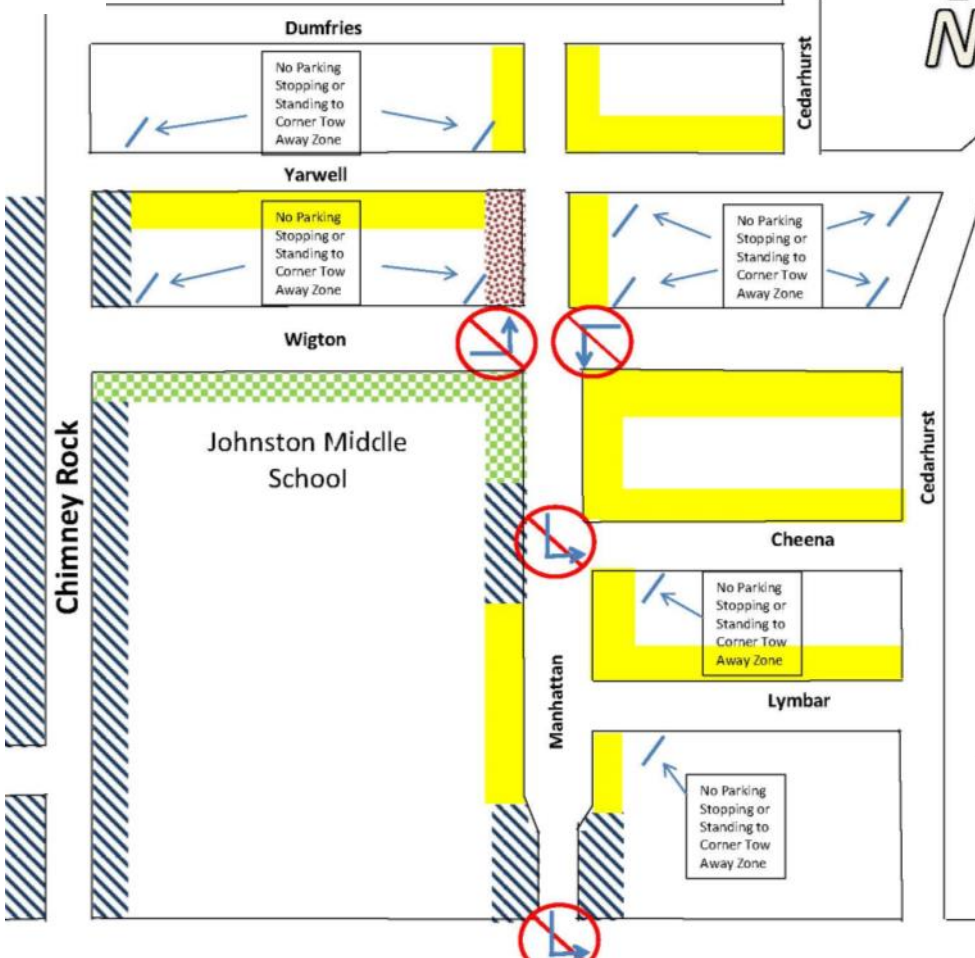 Dumfries
N
Cedarhurst
No Parking
Stopping or
Standing to
Corner Tow
Away Zone
Yarwell
No Parking
Stopping or
Standing to
Corner Tow
Away Zone
No Parking
Stopping or
Standing to
Corner Tow
Away Zone
Wigton
Chimney Rock
Johnston Middle
School
Cedarhurst
Cheena
No Parking
Stopping or
Standing to
Corner Tow
Away Zone
Manhattan
Lymbar
No Parking
Stopping or
Standing to
Corner Tow
Away Zone